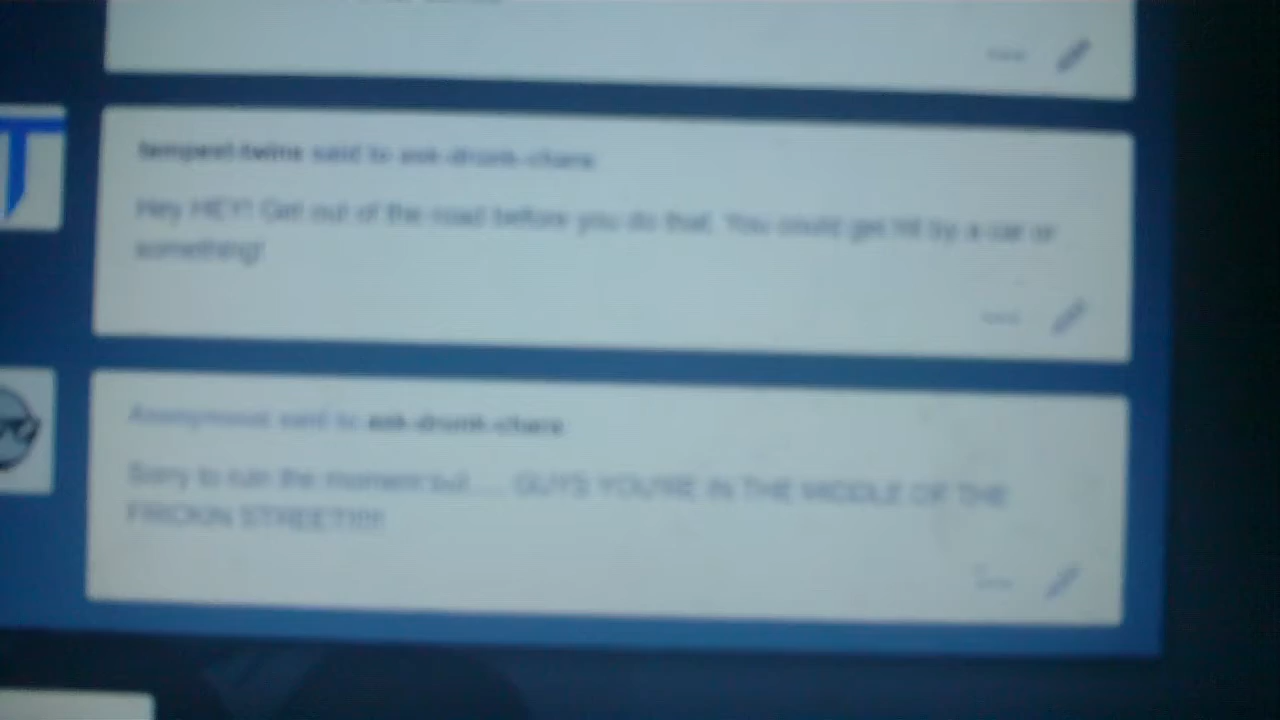 tempest-twins said to ask-drunk-chara
Hey HEY! Get out of the road before you do that. You could get hit by a car or
something!
Anonymous said to ask-drunk-chara
Sorry to ruin the moment but..... GUYS YOU'RE IN THE MIDDLE OF THE
FRICKIN STREET!!!!!